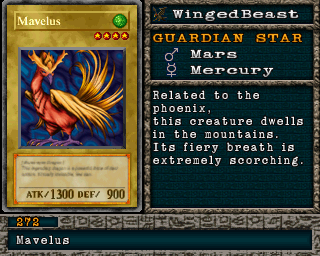 Mavelus
ATK/1300 DEF/ 900
WingedBeast
GUARDIAN STAR
Mars
Mercury
Related to the
phoenix,
this creature dwells
in the mountains.
Its fiery breath is
extremely scorching.
272
Mavelus